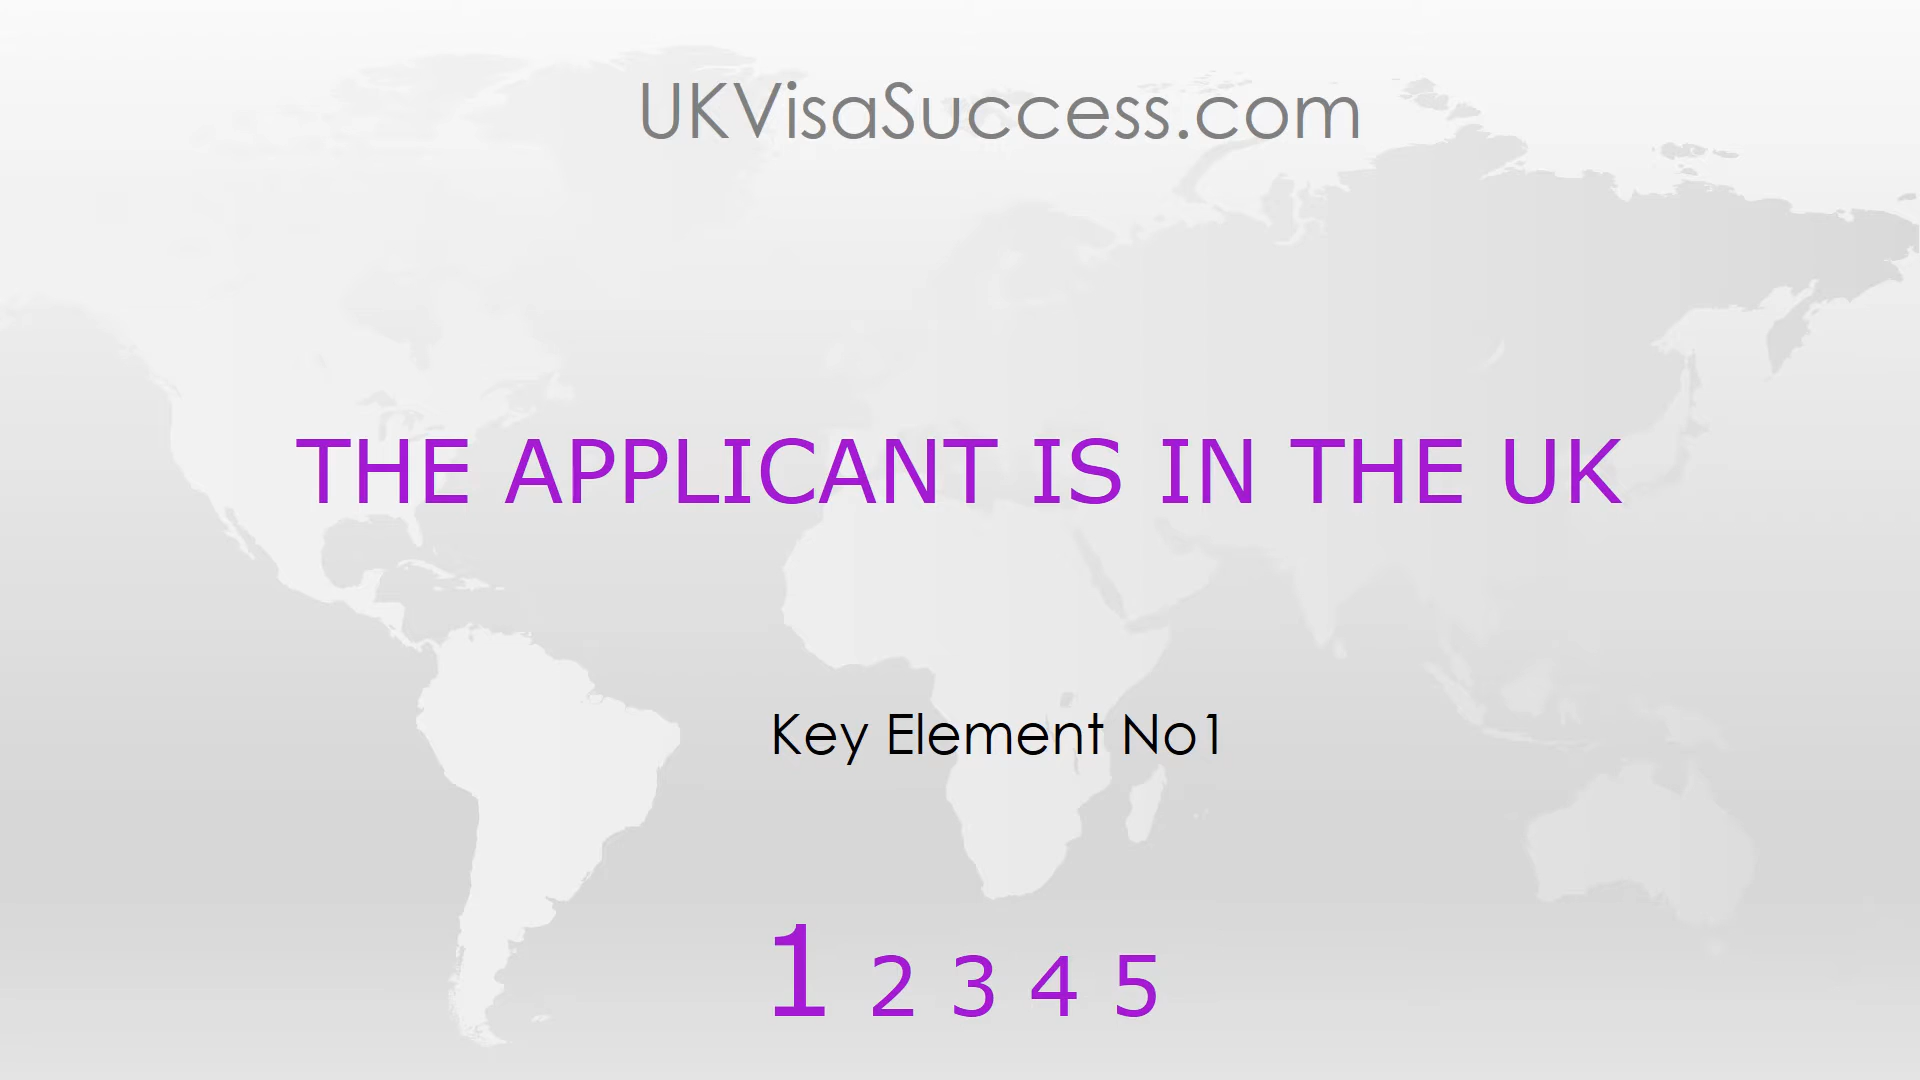 UKVisaSuccess.com
THE APPLICANT IS IN THE UK
Key Element No1
1 2 3 4 5